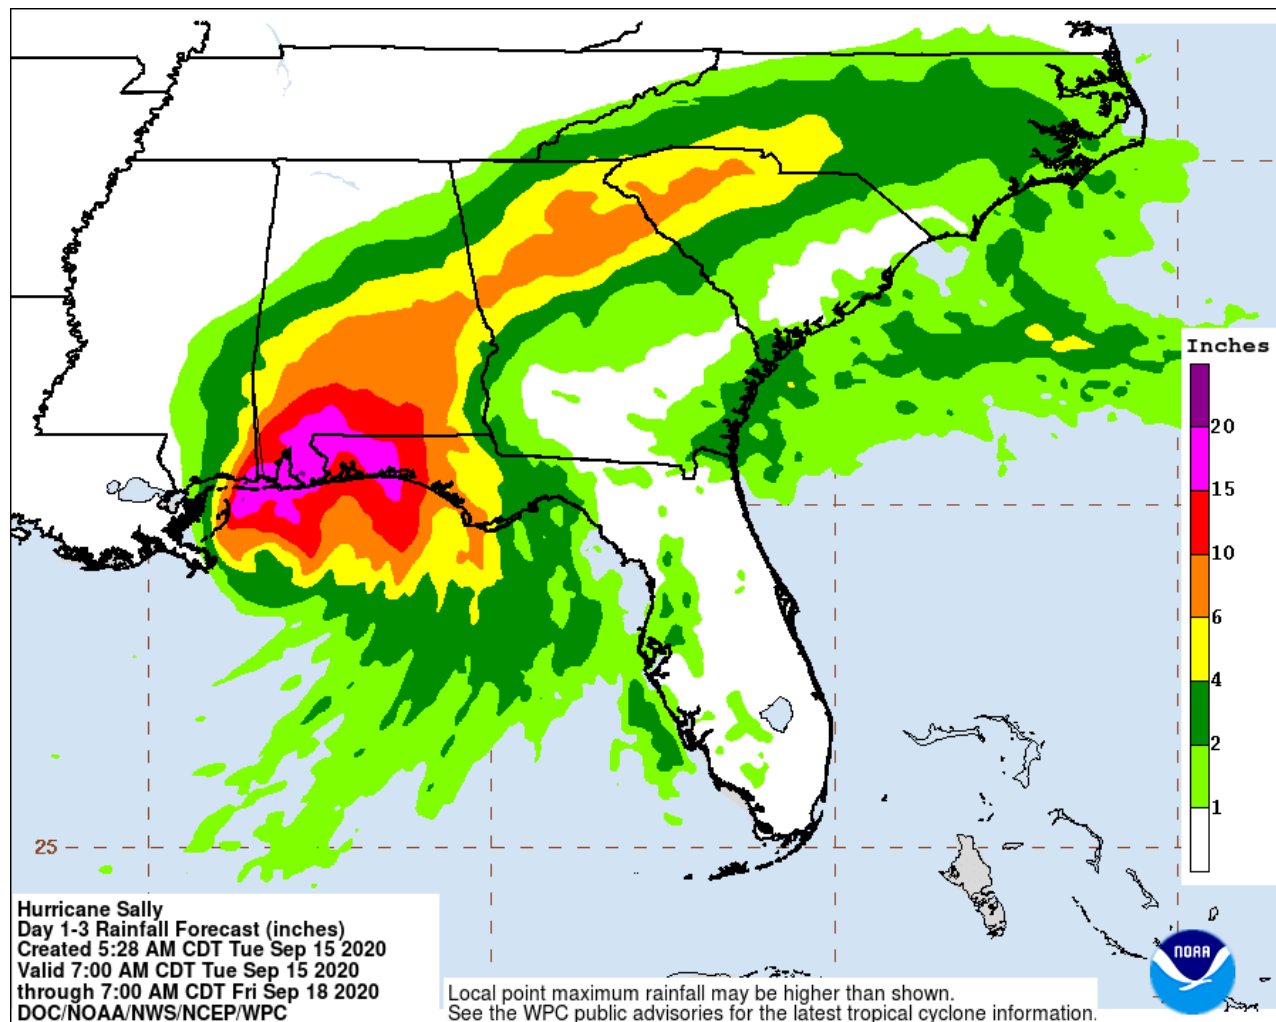 Inches
20
15
10
6
4
2
1
25
Hurricane Sally
Day 1-3 Rainfall Forecast (inches)
Created 5:28 AM CDT Tue Sep 15 2020
Valid 7:00 AM CDT Tue Sep 15 2020
through 7:00 AM CDT Fri Sep 18 2020
DOC/NOAA/NWS/NCEP/WPC
Local point maximum rainfall may be higher than shown.
See the WPC public advisories for the latest tropical cyclone information.
NOAA